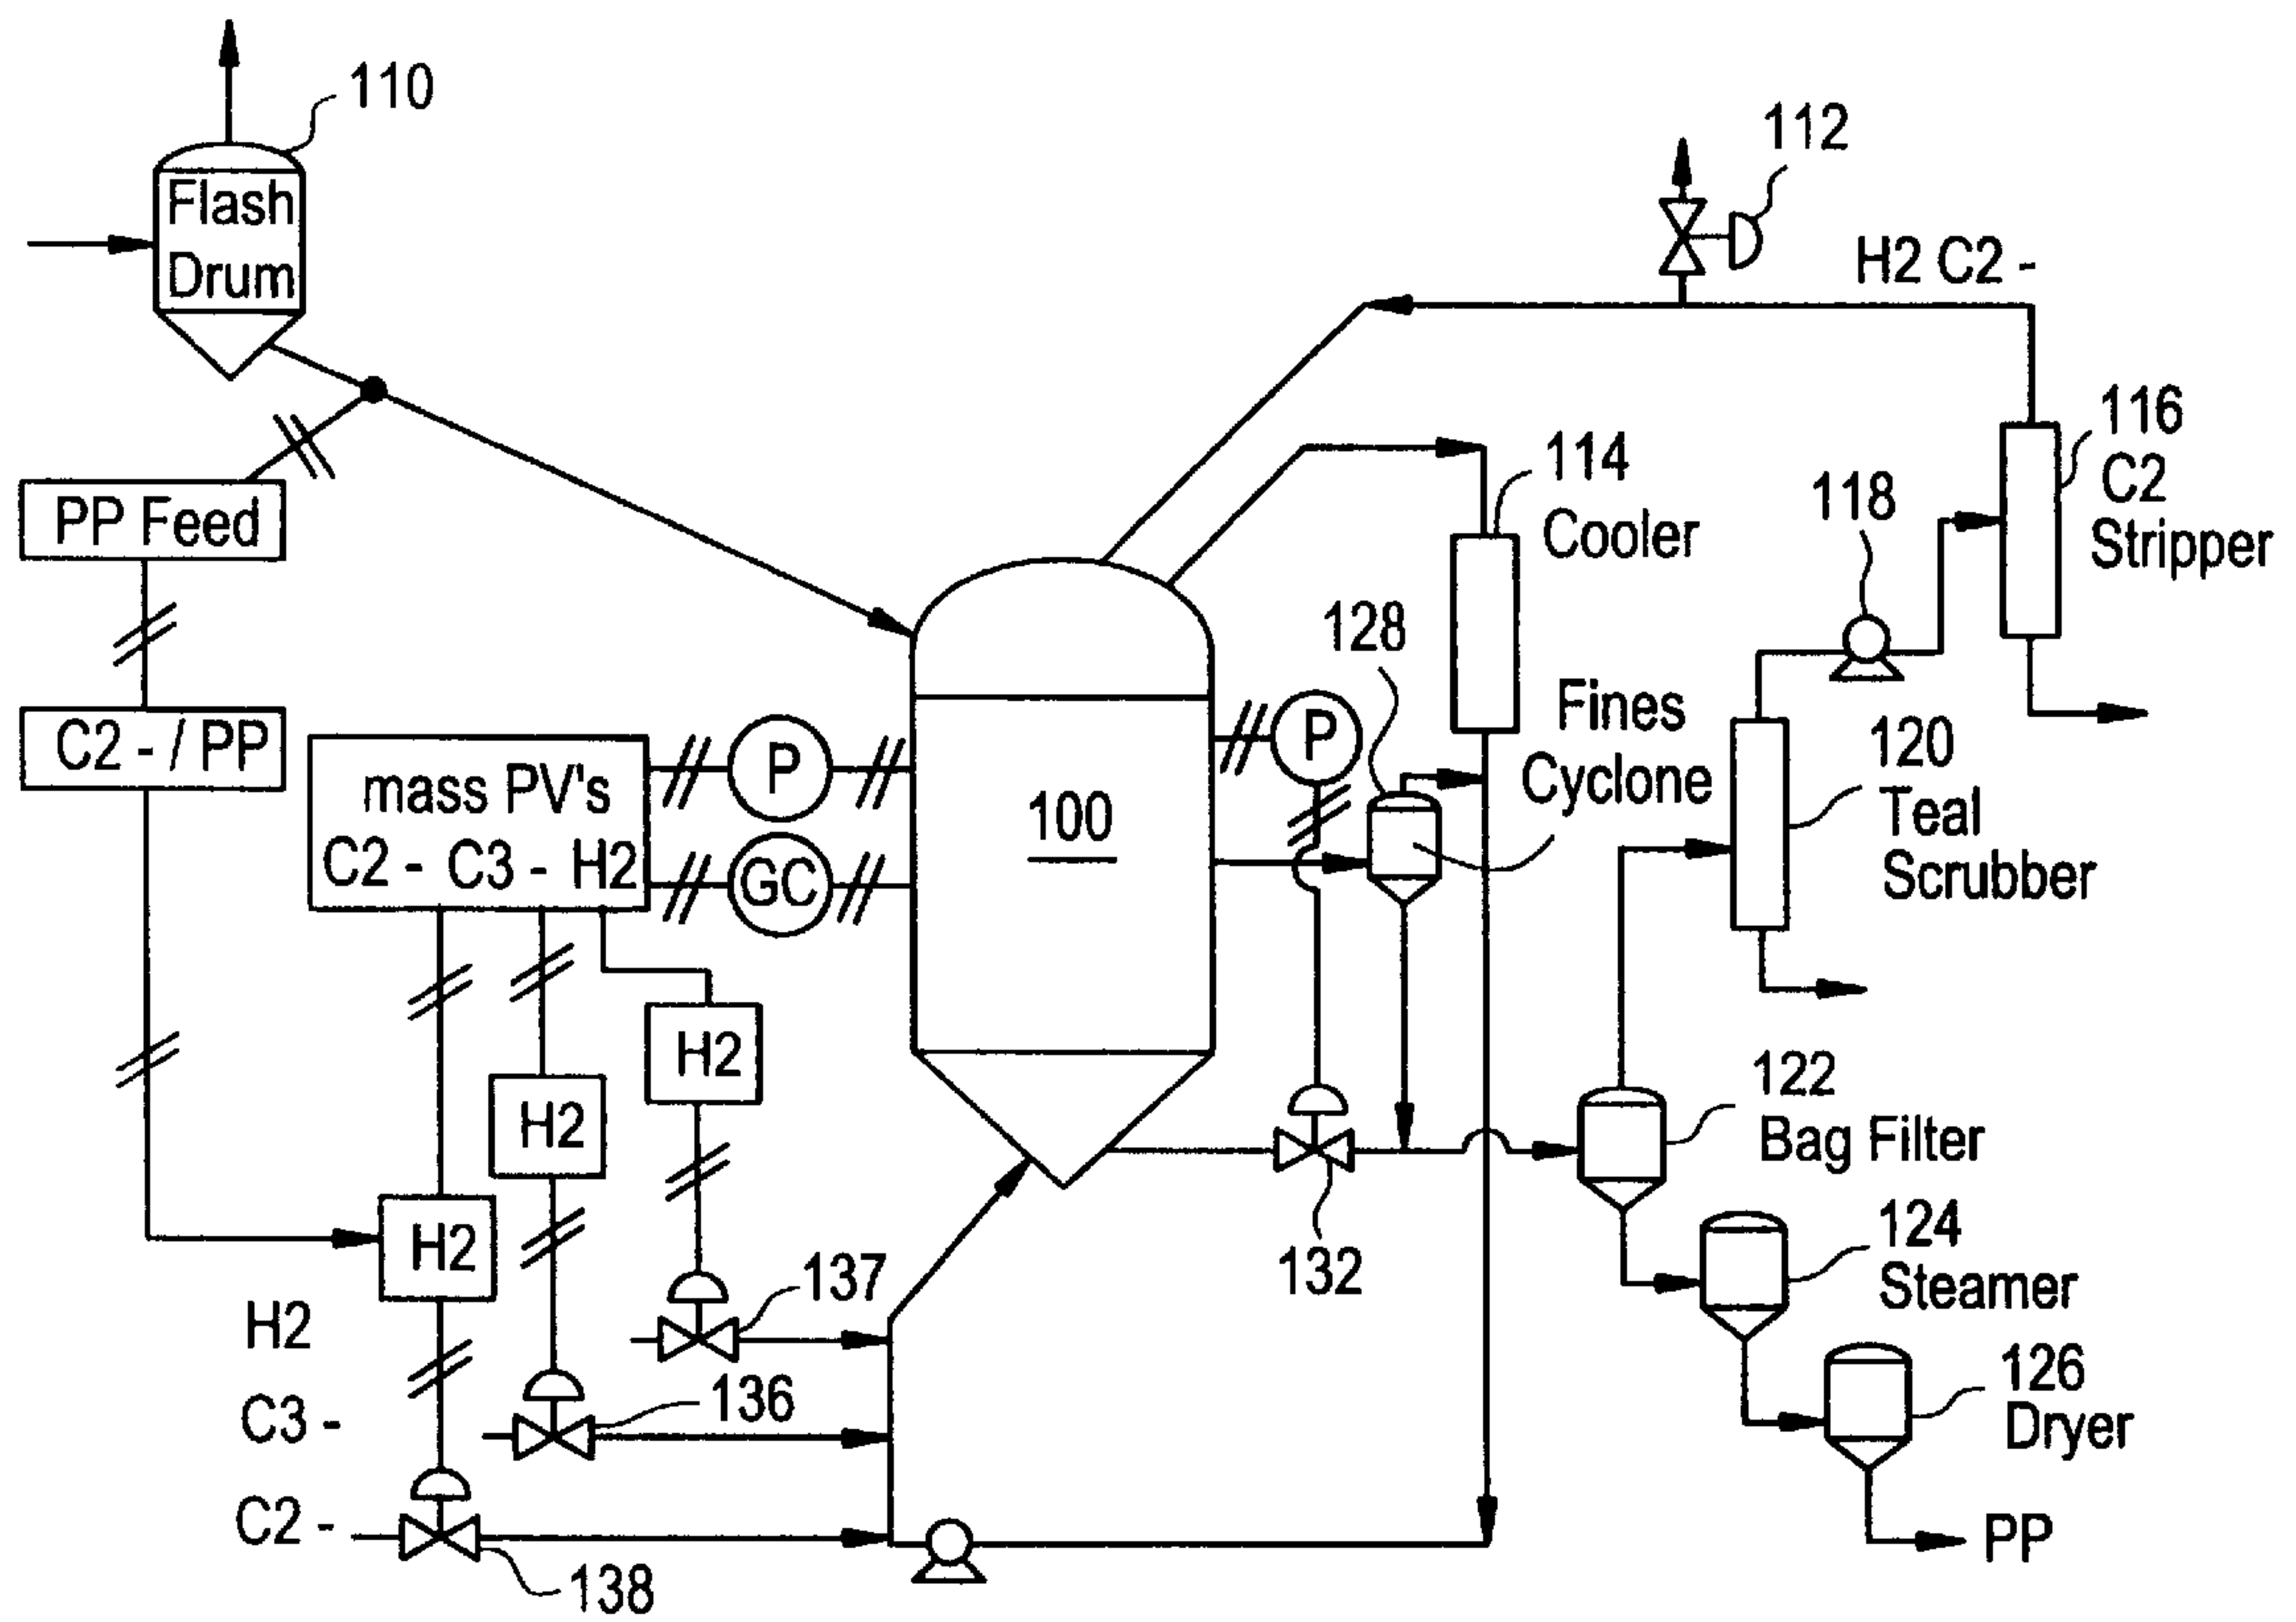 110
Flash
Drum
112
H2 C2 -
116
C2
Stripper
114
Cooler
118
PP Feed
128
Fines
Cyclone
C2 - / PP
mass PV's
C2 - C3 - H2
P
GC
100
P
120
Teal
Scrubber
H2
H2
H2
122
Bag Filter
124
Steamer
132
137
H2
126
Dryer
136
C3 -
C2 -
138
PP